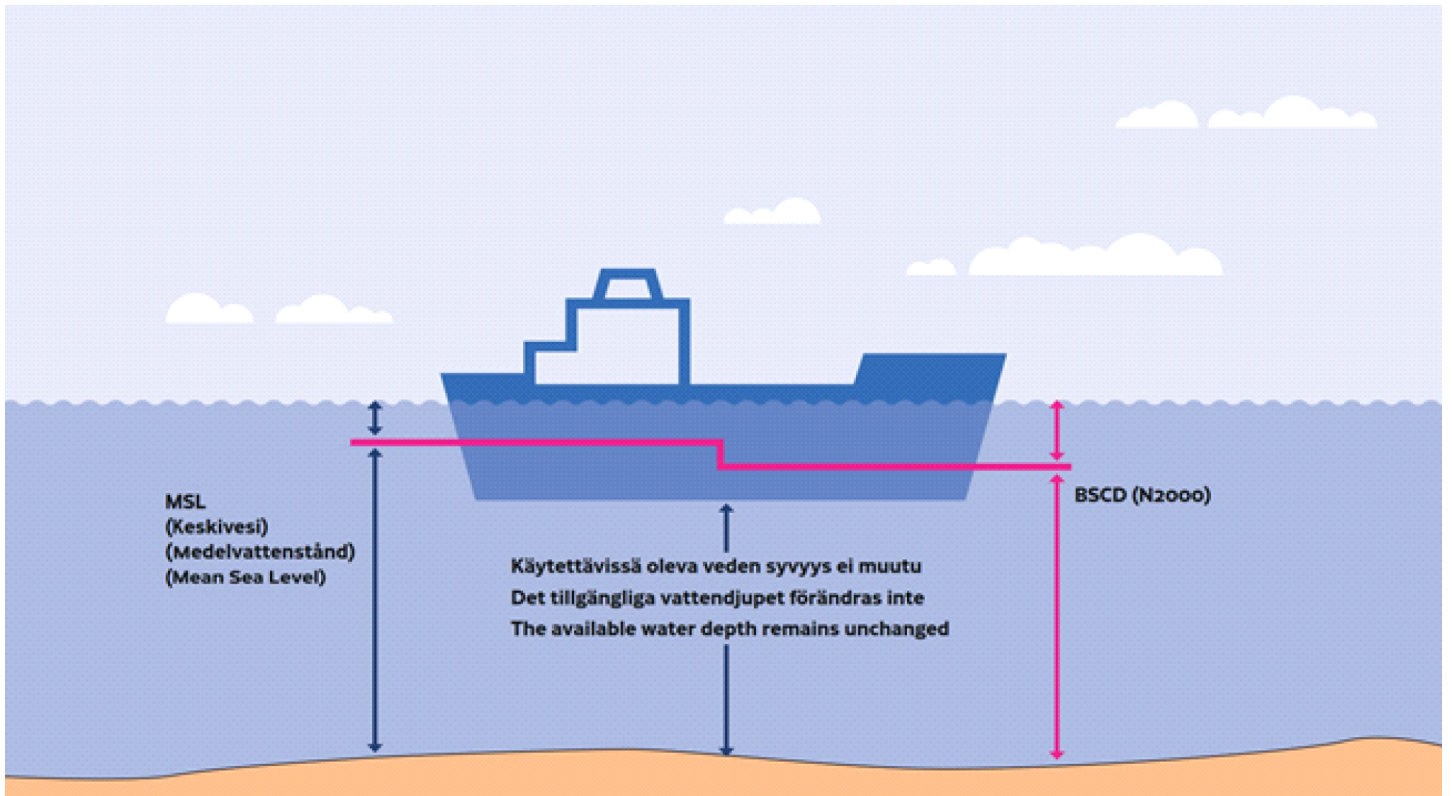 MSL
(Keskivesi)
(Medelvattenstånd)
(Mean Sea Level)
BSCD (N2000)
Käytettävissä oleva veden syvyys ei muutu
Det tillgängliga vattendjupet förändras inte
The available water depth remains unchanged